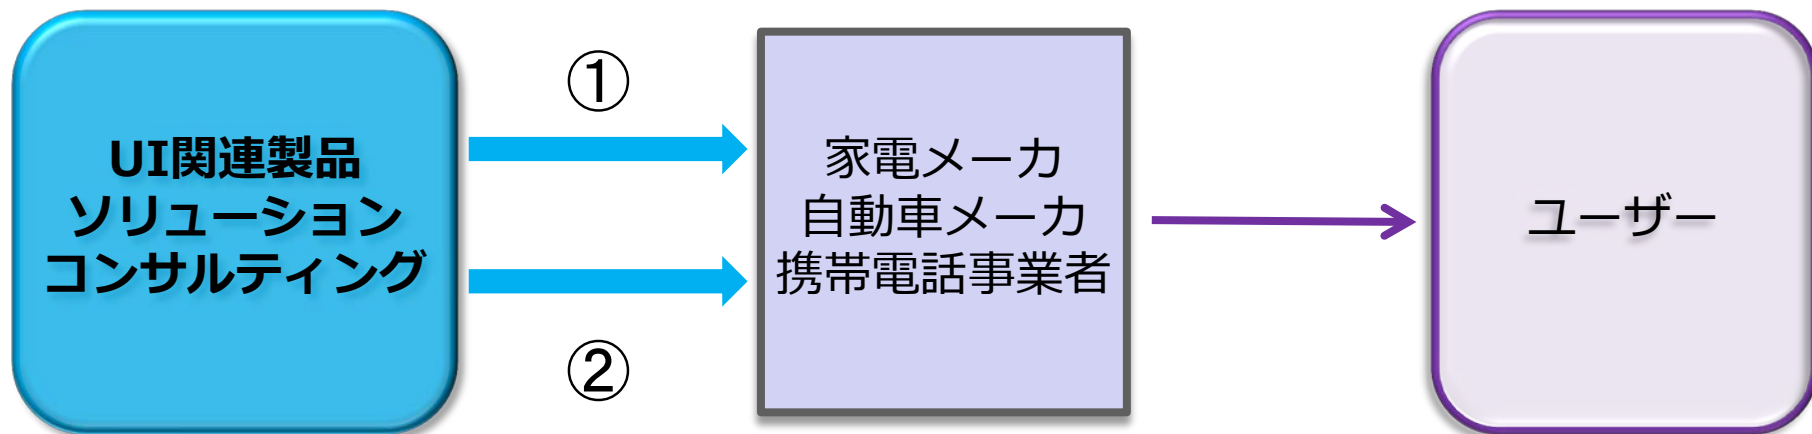 UI関連製品
ソリューション
コンサルティング
①
②
家電メーカ
自動車メーカ
携帯電話事業者
ユーザー